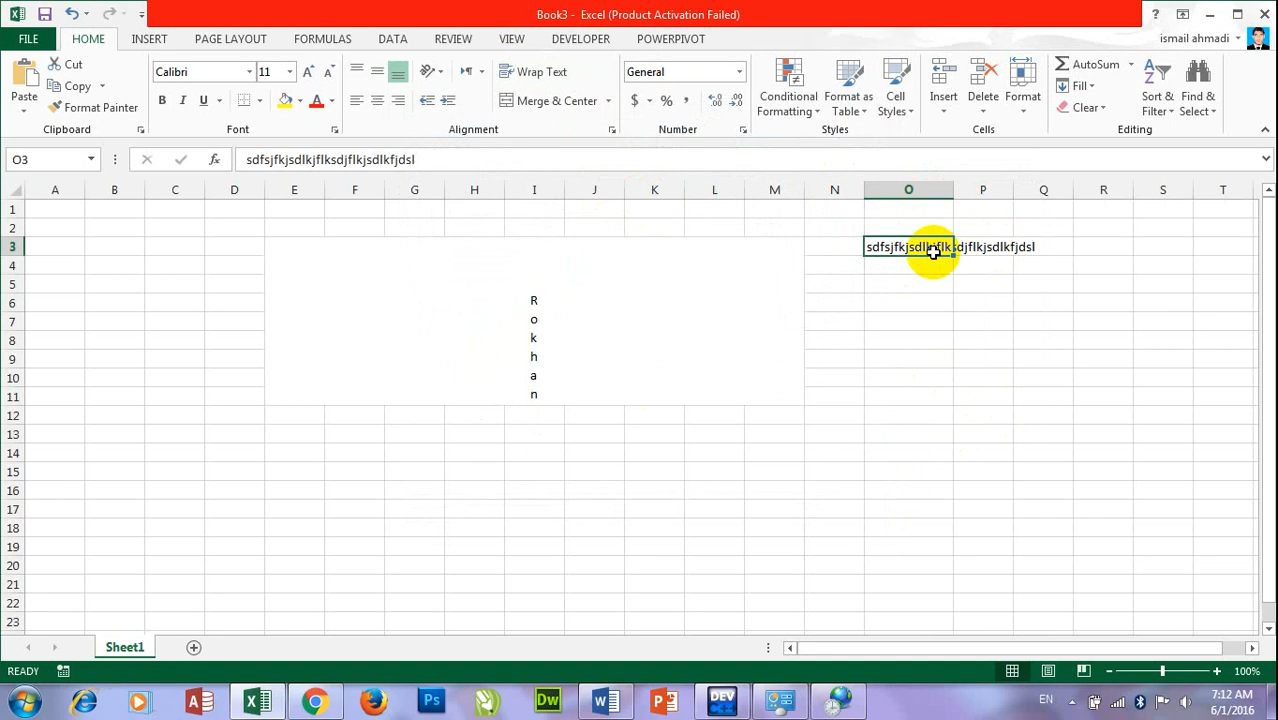 Book3 - Excel (Product Activation Failed)
FILE HOME INSERT PAGE LAYOUT FORMULAS DATA REVIEW VIEW DEVELOPER POWERPIVOT ismail ahmadi
Paste Cut Copy Format Painter
Clipboard
Calibri 11
B I U A
Font
Wrap Text
Merge & Center
Alignment
General
$ % ,
Number
Conditional Formatting Format as Table Cell Styles
Styles
Insert Delete Format
Cells
AutoSum Fill Clear Sort & Filter Find & Select
Editing
O3 fx sdfsjfkjsdlkjflksdjflkjsdlkfjdsl
A B C D E F G H I J K L M N O P Q R S T
1
2
3 sdfsjfkjsdlkjflksdjflkjsdlkfjdsl
4
5
6 R
7 o
8 k
9 h
10 a
11 n
12
13
14
15
16
17
18
19
20
21
22
23
Sheet1
READY 100%
Ps Dw DEV EN 7:12 AM
6/1/2016